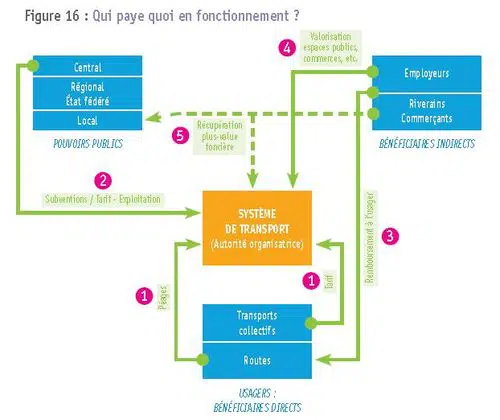 Figure 16 : Qui paye quoi en fonctionnement ?
4
Valorisation
espaces publics,
commerces, etc.
Central
Régional
État fédéré
Local
POUVOIRS PUBLICS
Employeurs
Riverains
Commerçants
BÉNÉFICIAIRES INDIRECTS
5
Récupération
plus-value
foncière
2
Subventions / Tarif - Exploitation
SYSTÈME
DE TRANSPORT
(Autorité organisatrice)
3
Remboursement à l'usager
1
Péages
1
Tarif
Transports
collectifs
Routes
USAGERS :
BÉNÉFICIAIRES DIRECTS